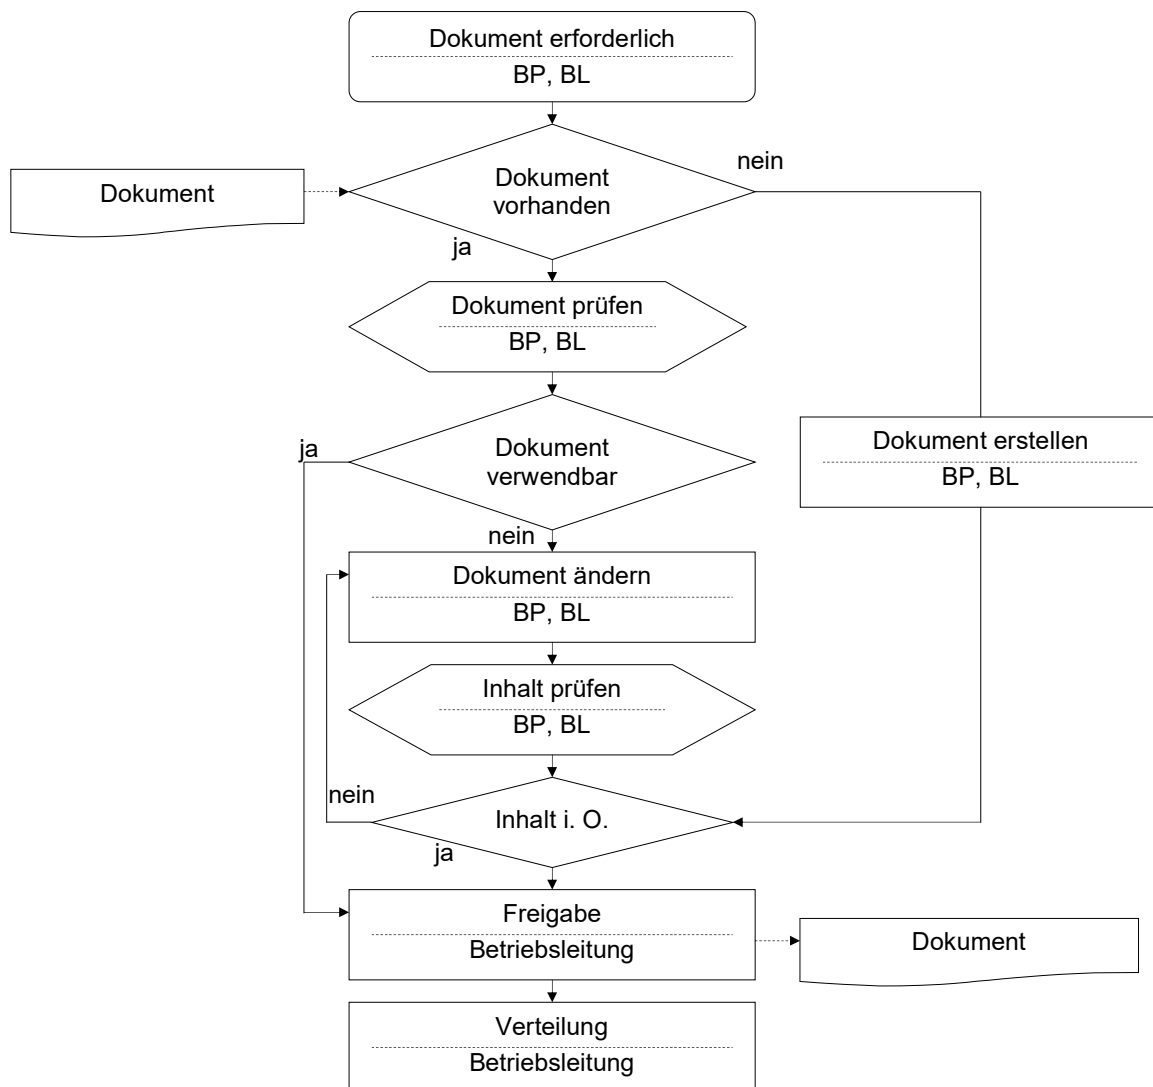 Dokument erforderlich
BP, BL
nein
Dokument
Dokument
vorhanden
ja
Dokument prüfen
BP, BL
ja
Dokument
verwendbar
Dokument erstellen
BP, BL
nein
Dokument ändern
BP, BL
Inhalt prüfen
BP, BL
nein
Inhalt i. O.
ja
Freigabe
Betriebsleitung
Dokument
Verteilung
Betriebsleitung